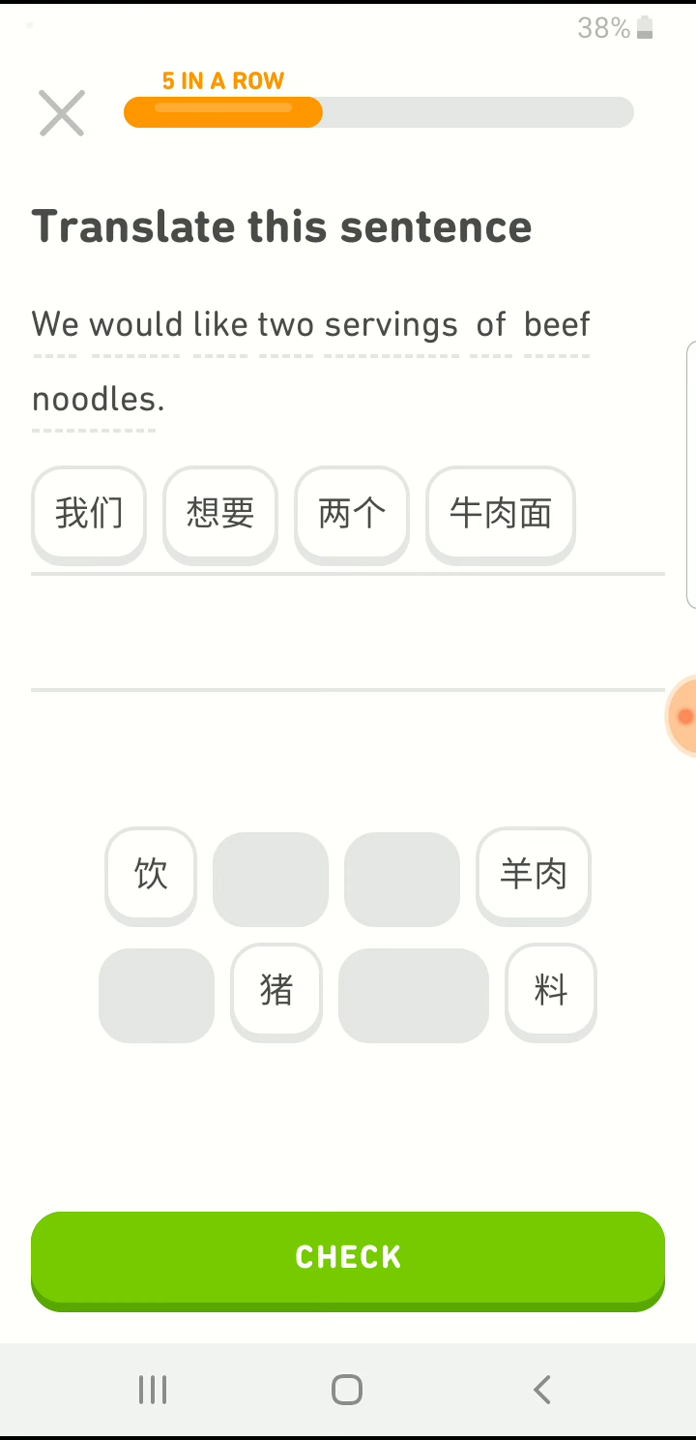 38%
5 IN A ROW
Translate this sentence
We would like two servings of beef
noodles.
我们 想要 两个 牛肉面
饮 羊肉
猪 料
CHECK